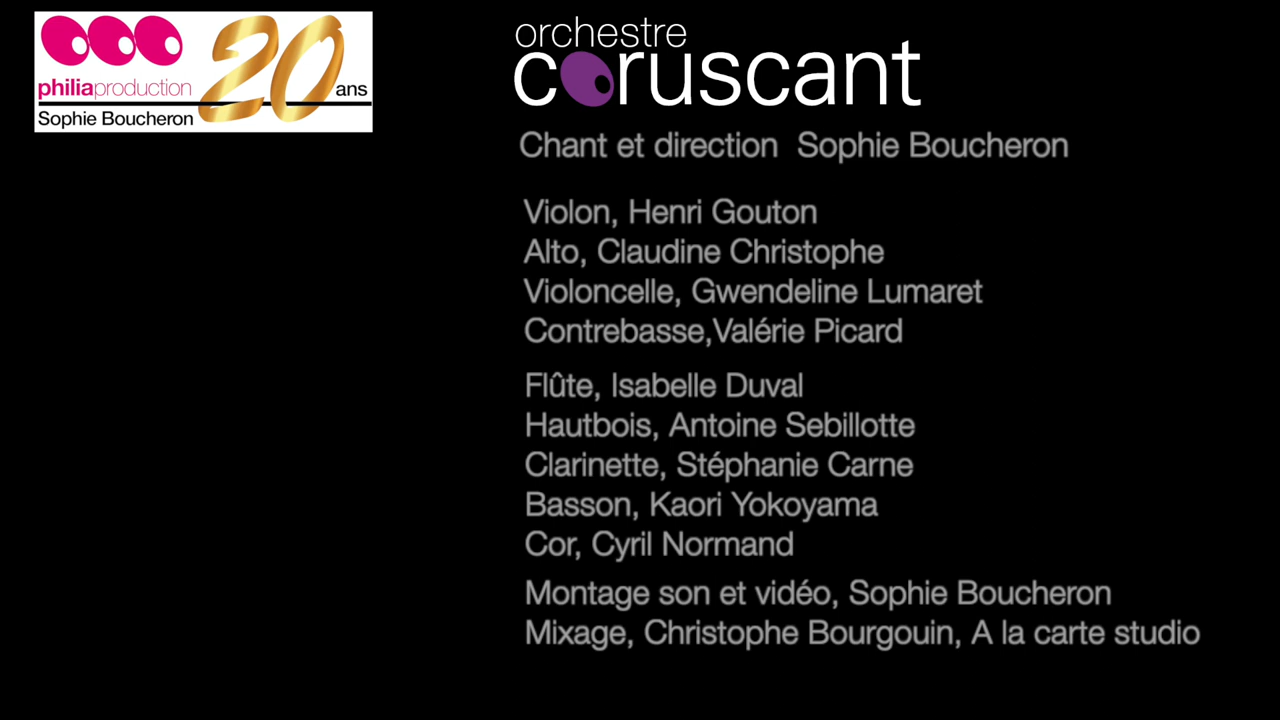 philiaproduction
20 ans
Sophie Boucheron
orchestre
coruscant
Chant et direction  Sophie Boucheron
Violon, Henri Gouton
Alto, Claudine Christophe
Violoncelle, Gwendeline Lumaret
Contrebasse,Valérie Picard
Flûte, Isabelle Duval
Hautbois, Antoine Sebillotte
Clarinette, Stéphanie Carne
Basson, Kaori Yokoyama
Cor, Cyril Normand
Montage son et vidéo, Sophie Boucheron
Mixage, Christophe Bourgouin, A la carte studio